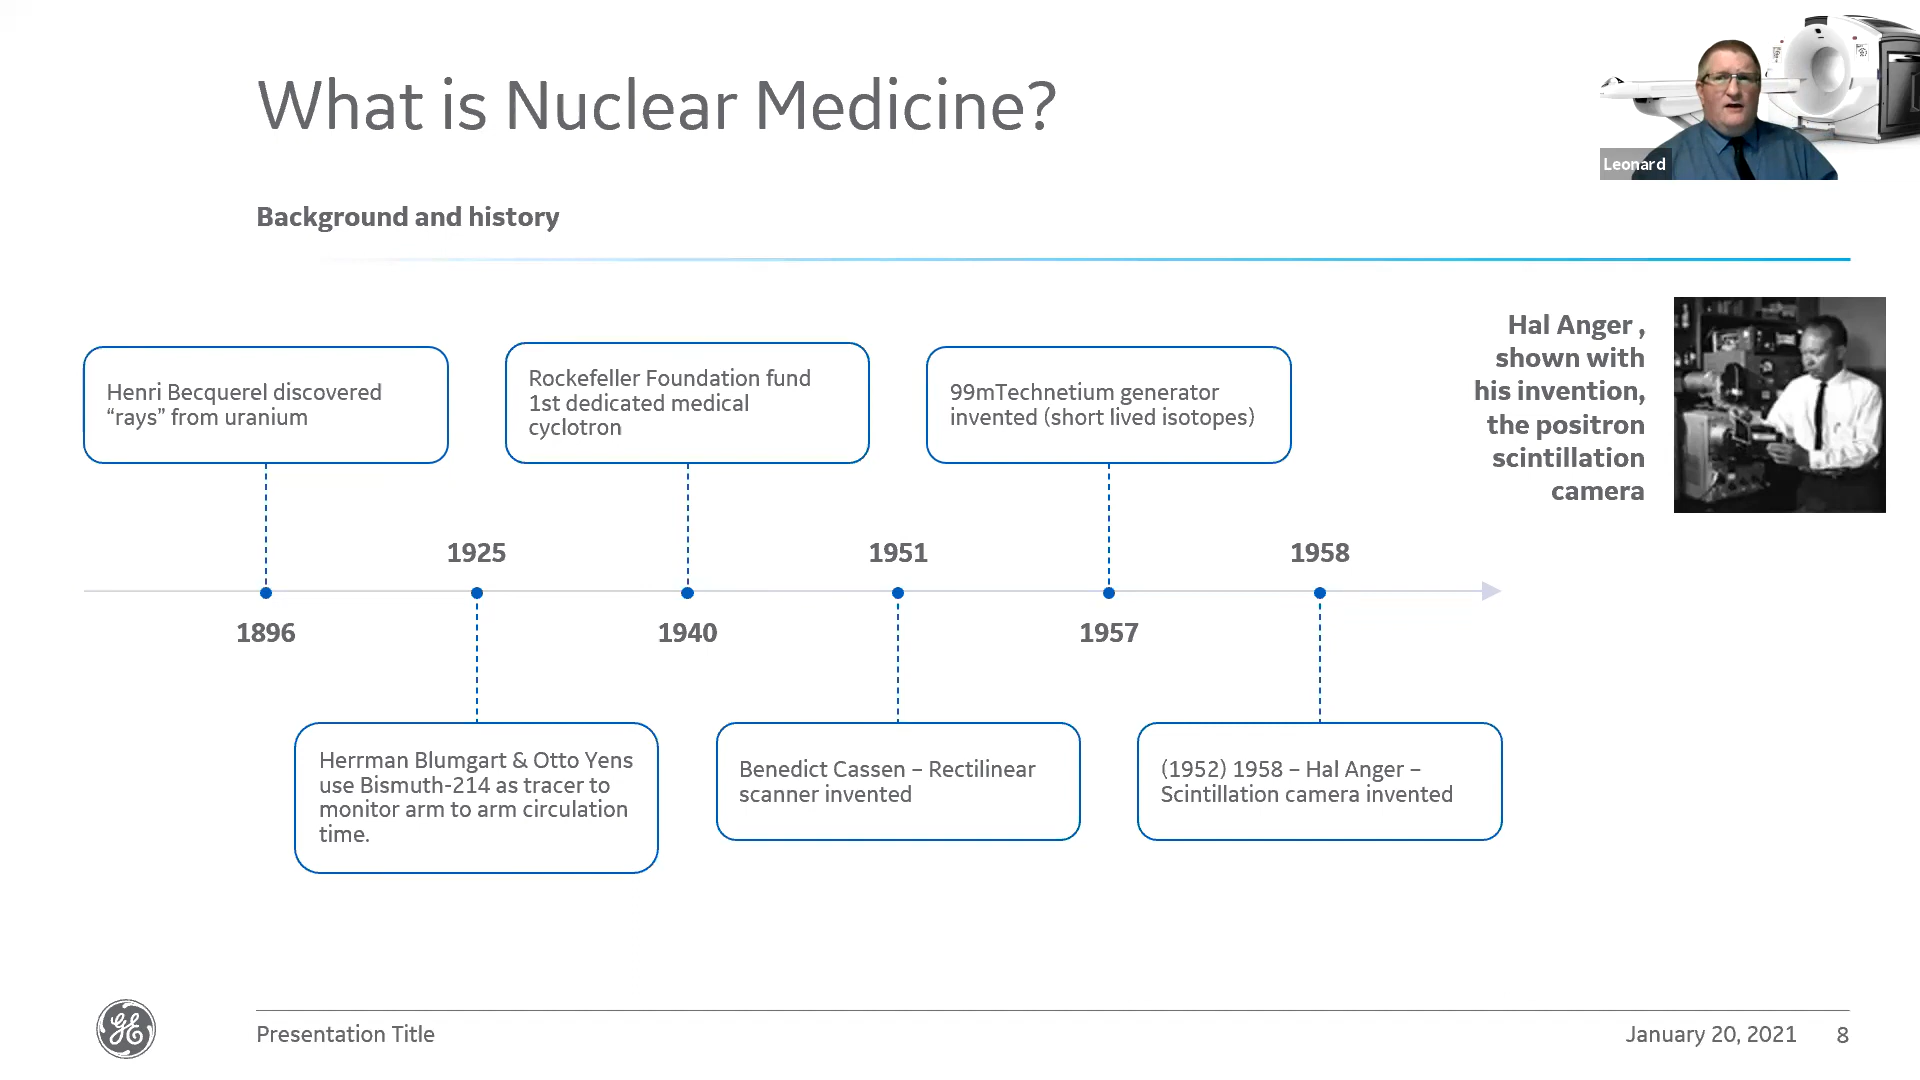 What is Nuclear Medicine?
Leonard
Background and history
Hal Anger ,
shown with
his invention,
the positron
scintillation
camera
Henri Becquerel discovered
“rays” from uranium
Rockefeller Foundation fund
1st dedicated medical
cyclotron
99mTechnetium generator
invented (short lived isotopes)
1925
1951
1958
1896
1940
1957
Herrman Blumgart & Otto Yens
use Bismuth-214 as tracer to
monitor arm to arm circulation
time.
Benedict Cassen – Rectilinear
scanner invented
(1952) 1958 – Hal Anger –
Scintillation camera invented
GE
Presentation Title
January 20, 2021
8